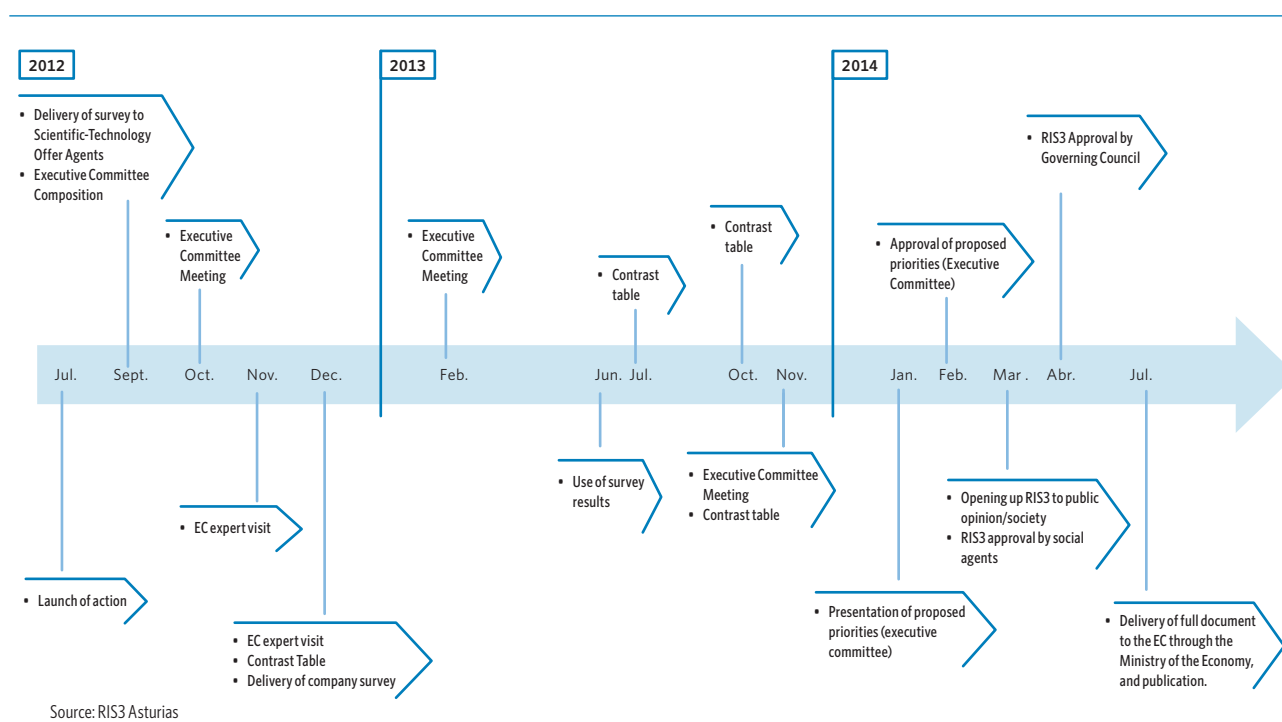 2012
2013
2014
• Delivery of survey to
Scientific-Technology
Offer Agents
• Executive Committee
Composition
• Executive
Committee
Meeting
• Executive
Committee
Meeting
• Contrast
table
• Contrast
table
• Approval of proposed
priorities (Executive
Committee)
• RIS3 Approval by
Governing Council
Jul. Sept. Oct. Nov. Dec. Feb. Jun. Jul. Oct. Nov. Jan. Feb. Mar . Abr. Jul.
• Launch of action
• EC expert visit
• EC expert visit
• Contrast Table
• Delivery of company survey
• Use of survey
results
• Executive Committee
Meeting
• Contrast table
• Presentation of proposed
priorities (executive
committee)
• Opening up RIS3 to public
opinion/society
• RIS3 approval by social
agents
• Delivery of full document
to the EC through the
Ministry of the Economy,
and publication.
Source: RIS3 Asturias